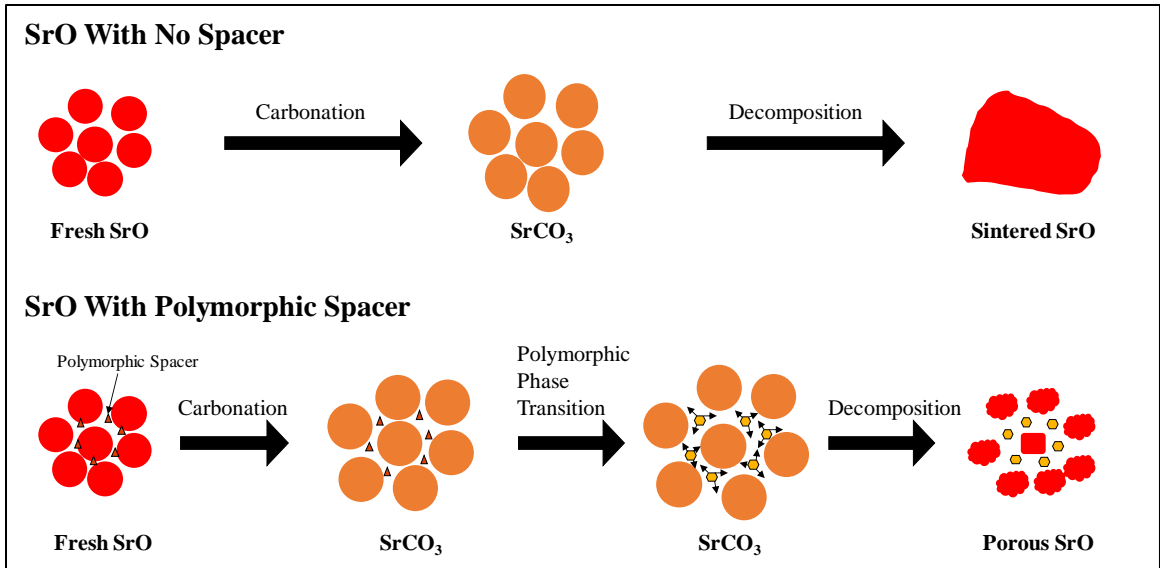 SrO With No Spacer
Carbonation
Decomposition
Fresh SrO
SrCO₃
Sintered SrO
SrO With Polymorphic Spacer
Polymorphic Spacer
Carbonation
Polymorphic
Phase
Transition
Decomposition
Fresh SrO
SrCO₃
SrCO₃
Porous SrO